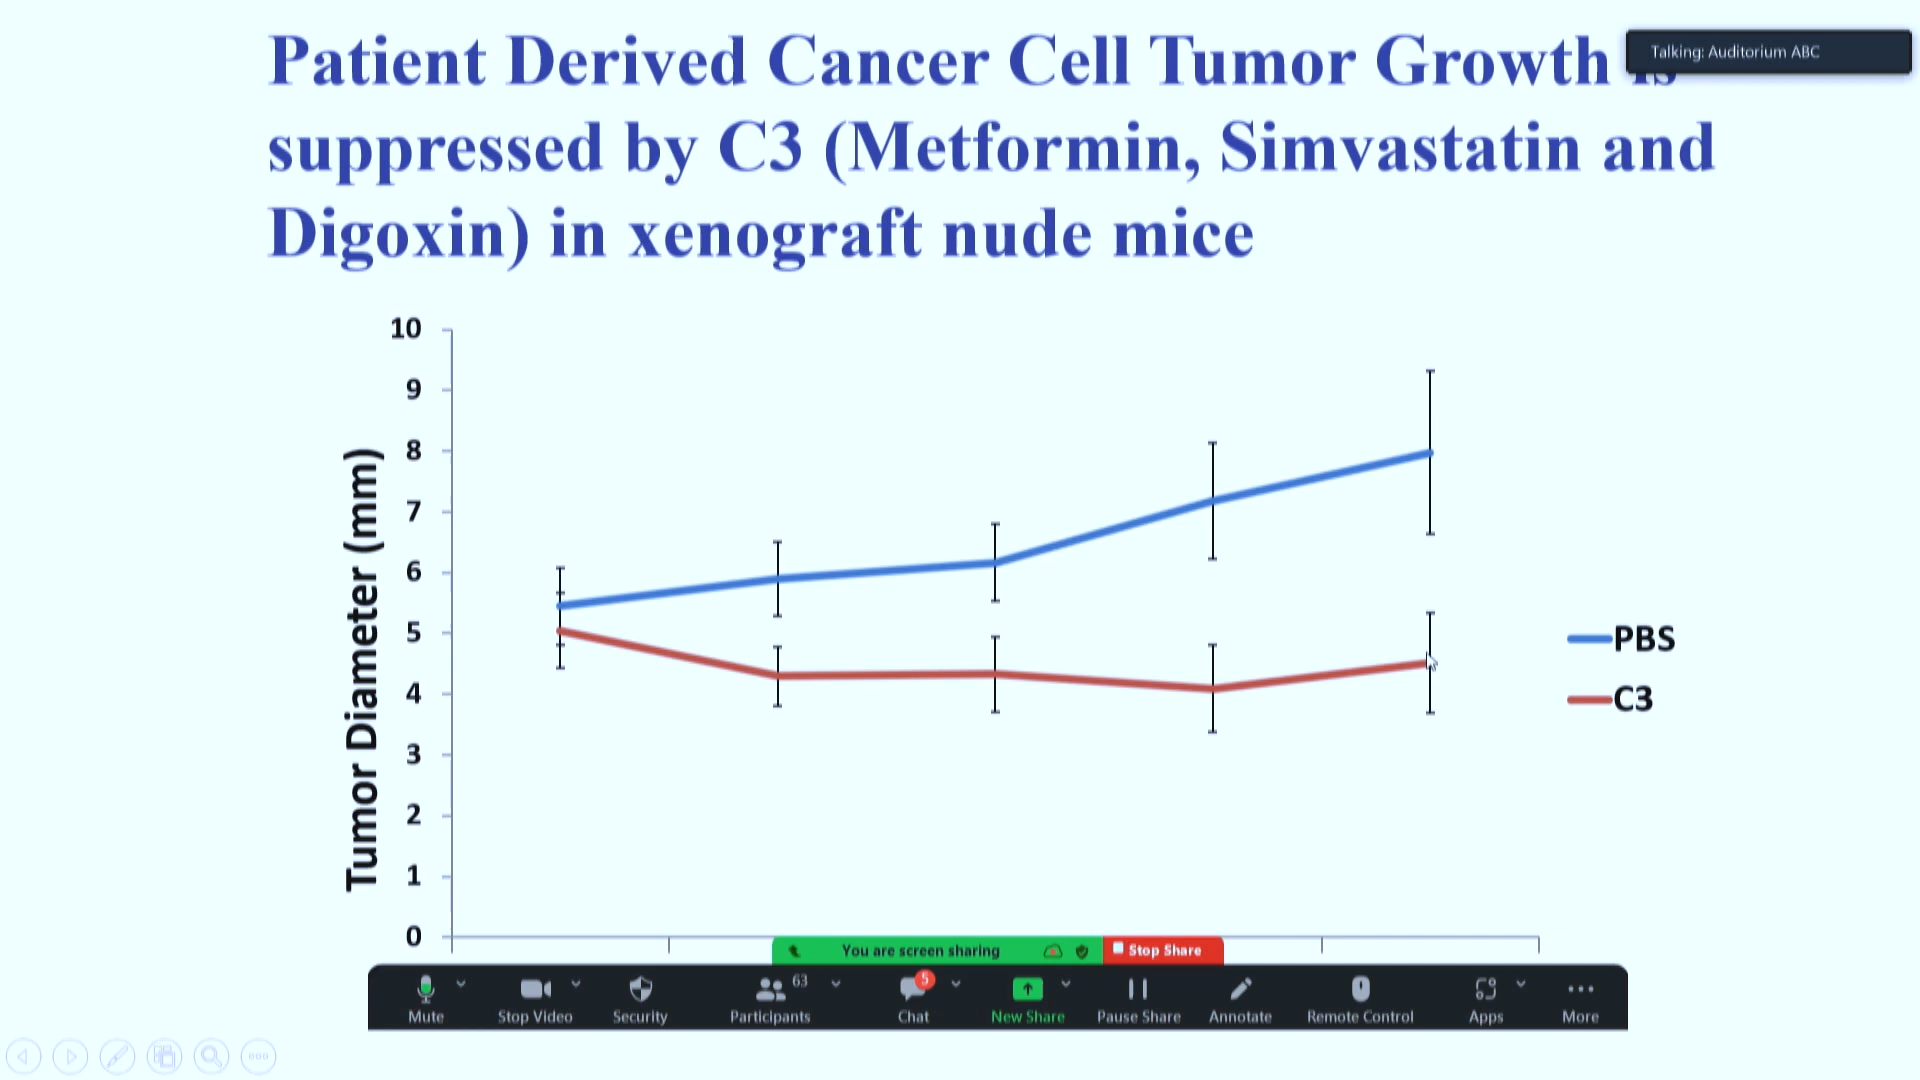 Patient Derived Cancer Cell Tumor Growth is
Talking: Auditorium ABC
suppressed by C3 (Metformin, Simvastatin and
Digoxin) in xenograft nude mice
10
9
8
7
6
5
4
3
2
1
0
Tumor Diameter (mm)
PBS
C3
You are screen sharing
Stop Share
63
5
Mute
Stop Video
Security
Participants
Chat
New Share
Pause Share
Annotate
Remote Control
Apps
More